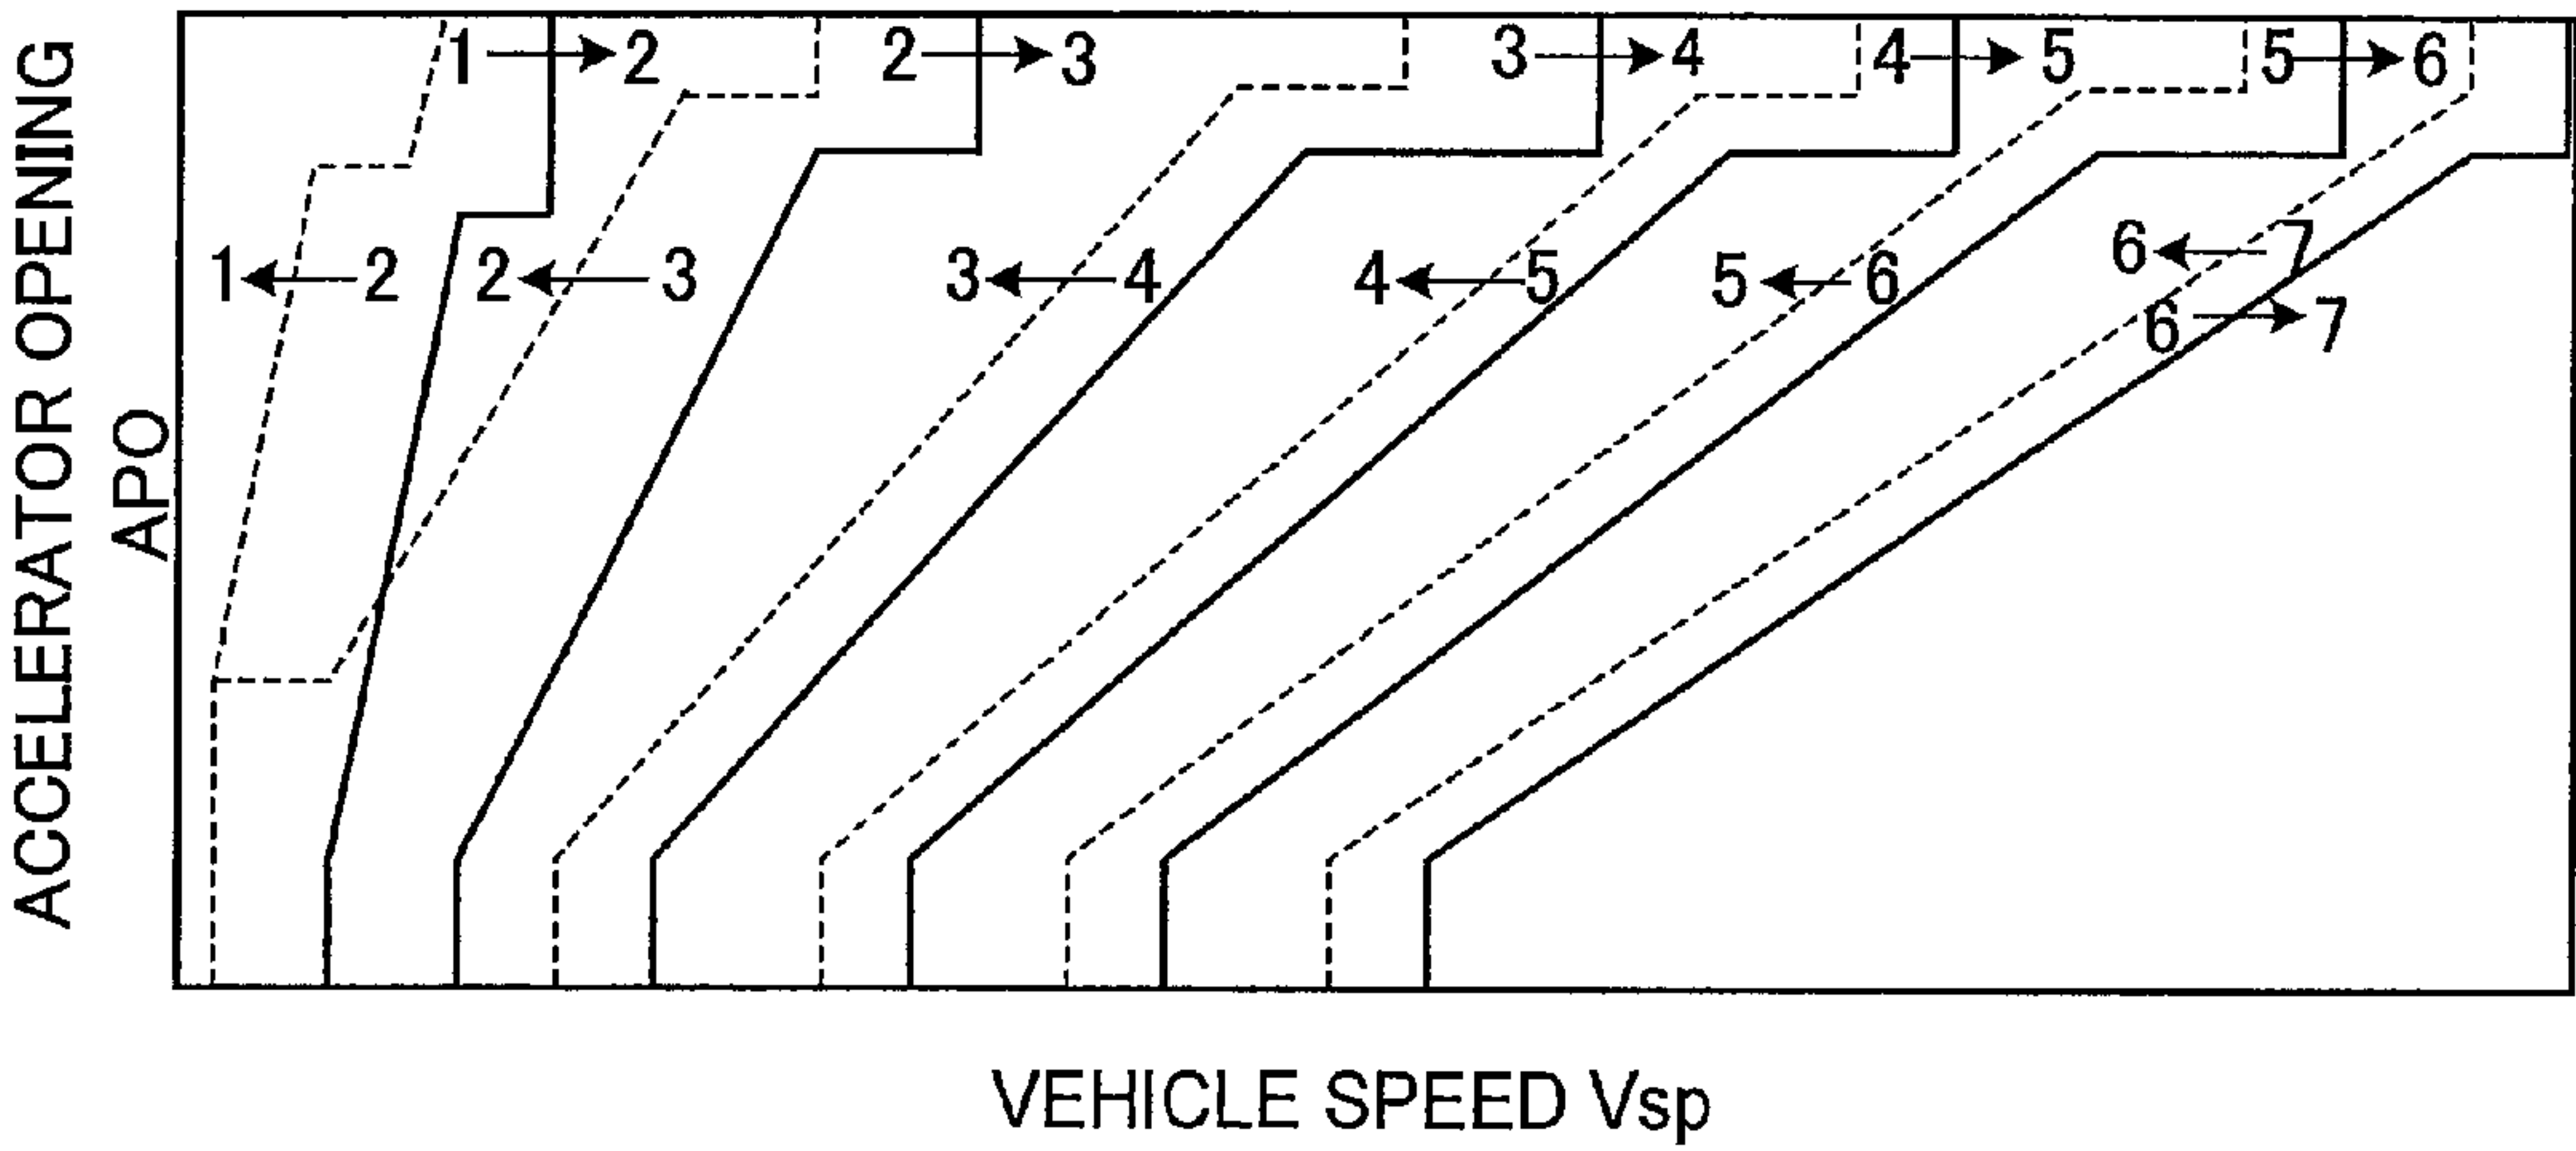 ACCELERATOR OPENING
APO
1 → 2
2 → 3
3 → 4
4 → 5
5 → 6
1 ← 2
2 ← 3
3 ← 4
4 ← 5
5 ← 6
6 ← 7
6 → 7
VEHICLE SPEED Vsp